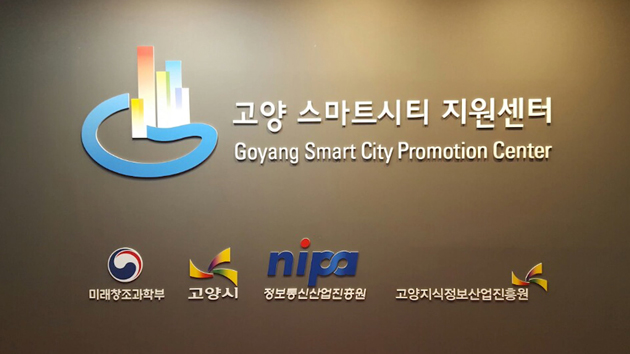 고양 스마트시티 지원센터
Goyang Smart City Promotion Center
미래창조과학부
고양시
nipa
정보통신산업진흥원
고양지식정보산업진흥원